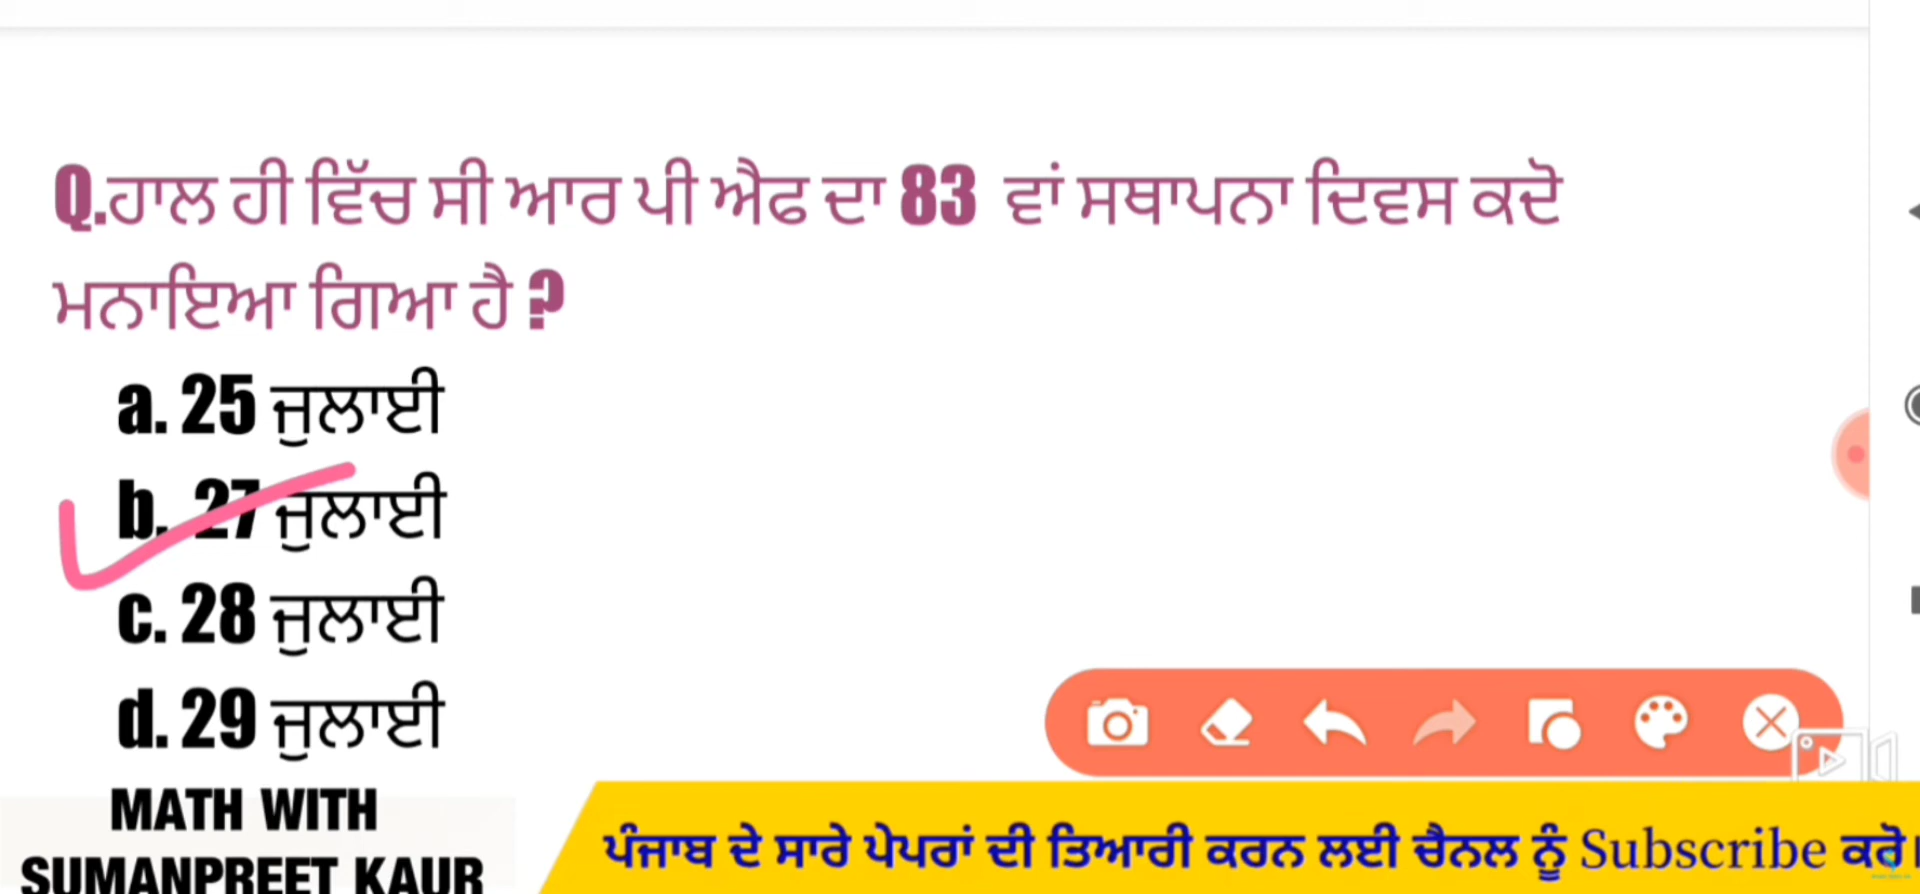 Q.ਹਾਲ ਹੀ ਵਿੱਚ ਸੀ ਆਰ ਪੀ ਐਫ ਦਾ 83 ਵਾਂ ਸਥਾਪਨਾ ਦਿਵਸ ਕਦੋ
ਮਨਾਇਆ ਗਿਆ ਹੈ ?
a. 25 ਜੁਲਾਈ
b. 27 ਜੁਲਾਈ
c. 28 ਜੁਲਾਈ
d. 29 ਜੁਲਾਈ
MATH WITH
SUMANPREET KAUR
ਪੰਜਾਬ ਦੇ ਸਾਰੇ ਪੇਪਰਾਂ ਦੀ ਤਿਆਰੀ ਕਰਨ ਲਈ ਚੈਨਲ ਨੂੰ Subscribe ਕਰੋ।